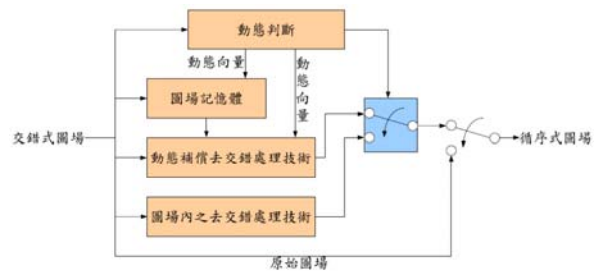 動態判斷
動態向量
動態向量
圖場記憶體
交錯式圖場
動態補償去交錯處理技術
循序式圖場
圖場內之去交錯處理技術
原始圖場